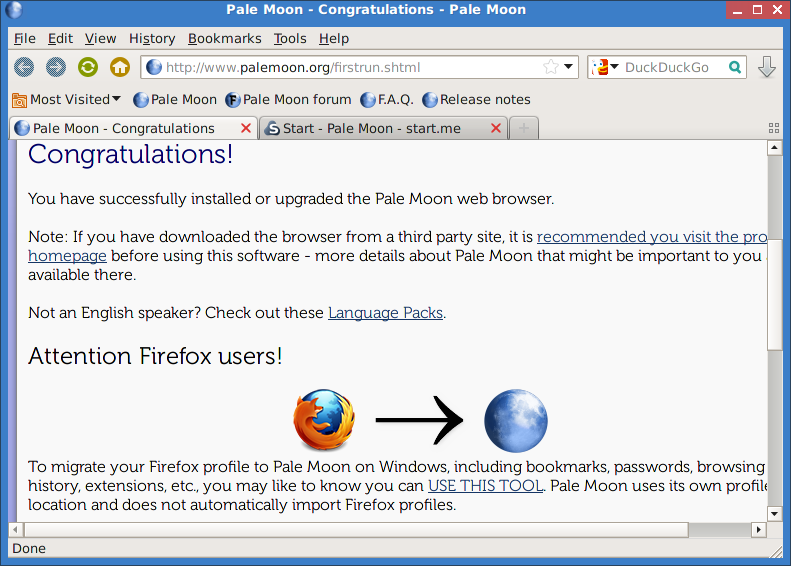 Pale Moon - Congratulations - Pale Moon
File Edit View History Bookmarks Tools Help
http://www.palemoon.org/firstrun.shtml DuckDuckGo
Most Visited Pale Moon Pale Moon forum F.A.Q. Release notes
Pale Moon - Congratulations Start - Pale Moon - start.me
Congratulations!
You have successfully installed or upgraded the Pale Moon web browser.
Note: If you have downloaded the browser from a third party site, it is recommended you visit the pro
homepage before using this software - more details about Pale Moon that might be important to you
available there.
Not an English speaker? Check out these Language Packs.
Attention Firefox users!
To migrate your Firefox profile to Pale Moon on Windows, including bookmarks, passwords, browsing
history, extensions, etc., you may like to know you can USE THIS TOOL. Pale Moon uses its own profile
location and does not automatically import Firefox profiles.
Done